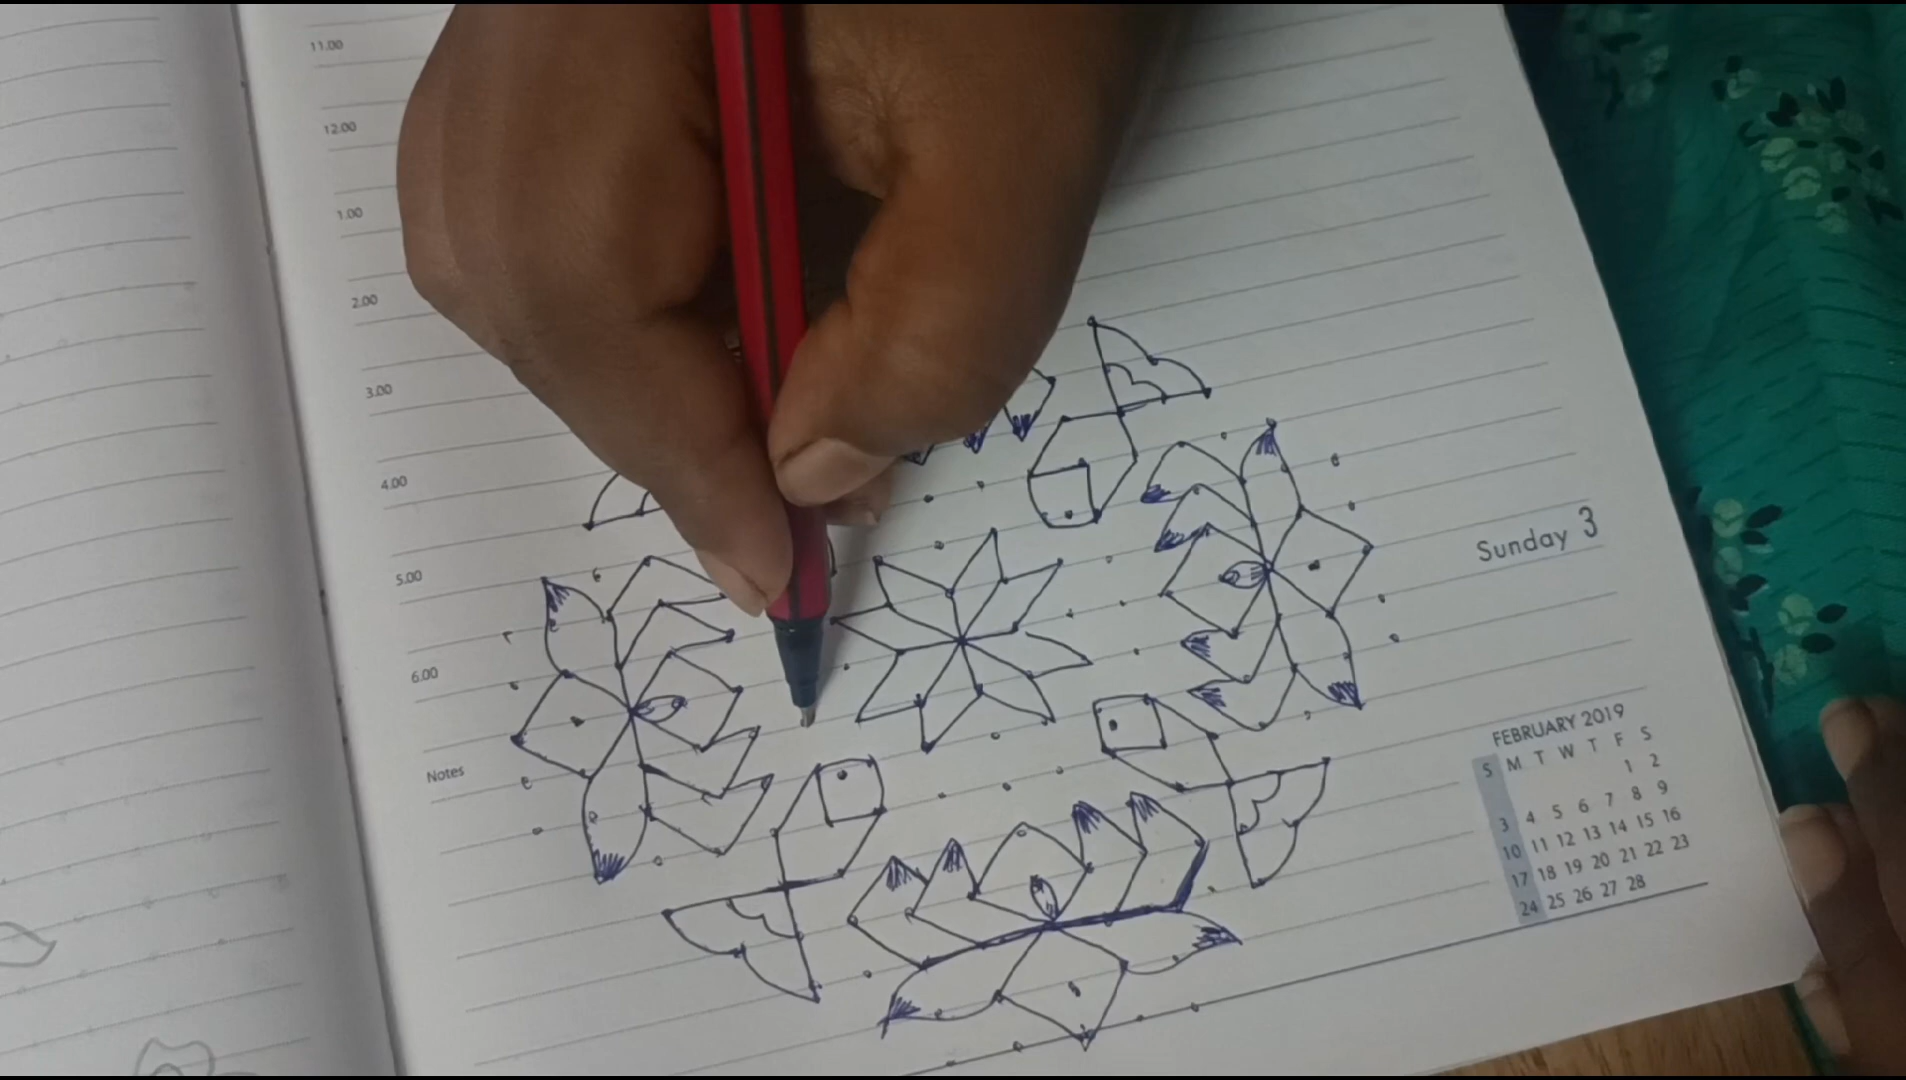 11.00
12.00
1.00
2.00
3.00
4.00
5.00
6.00
Notes
Sunday 3
FEBRUARY 2019
S M T W T F S
1 2
3 4 5 6 7 8 9
10 11 12 13 14 15 16
17 18 19 20 21 22 23
24 25 26 27 28